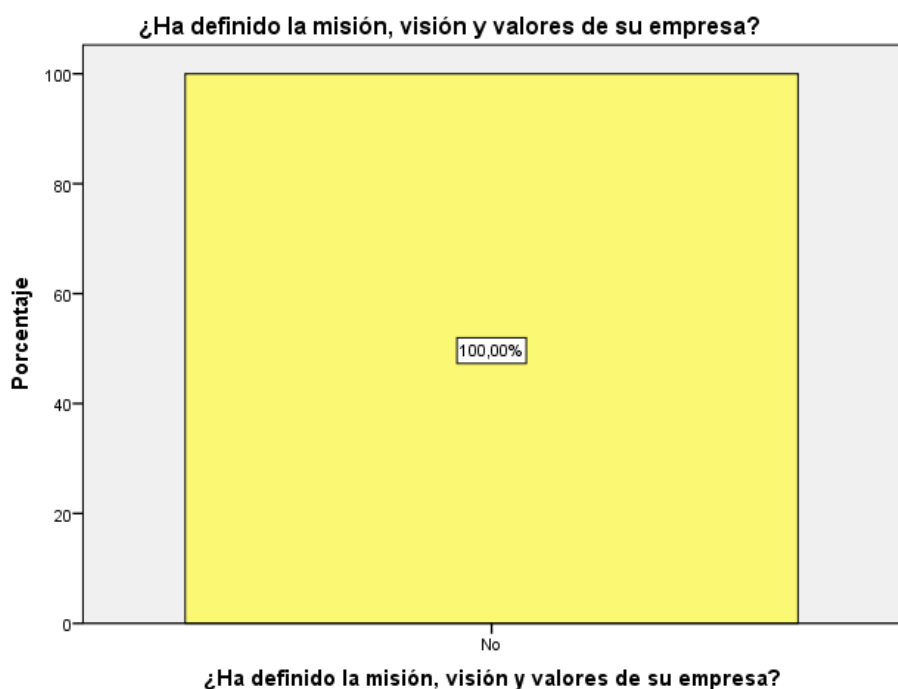 ¿Ha definido la misión, visión y valores de su empresa?
100
80
60
40
20
0
Porcentaje
100,00%
No
¿Ha definido la misión, visión y valores de su empresa?